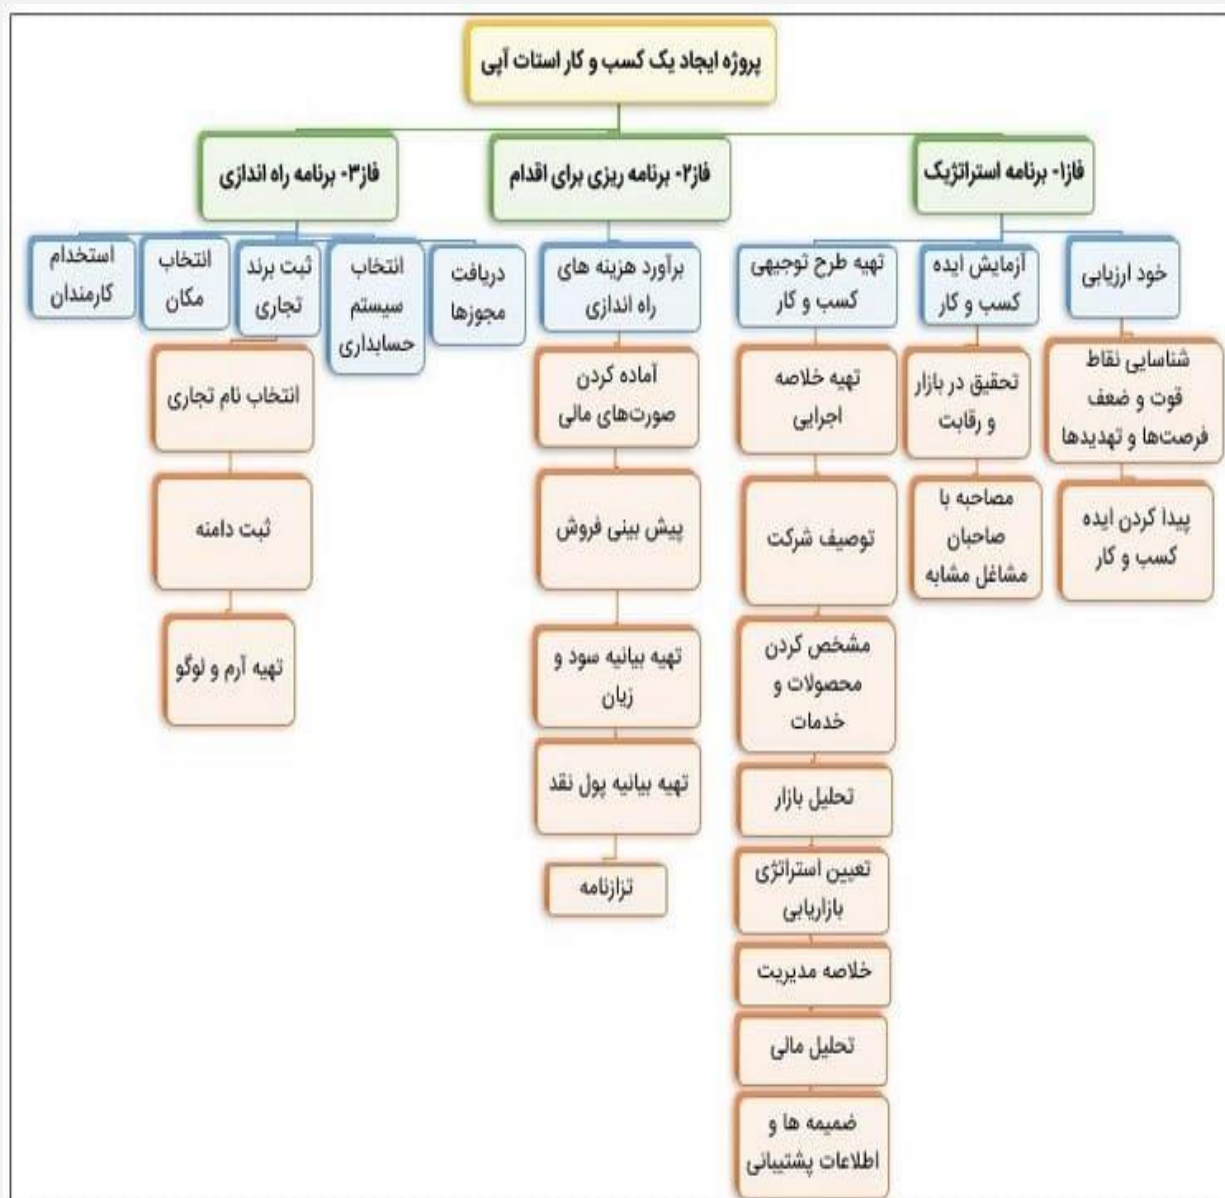 پروژه ایجاد یک کسب و کار استات آپی
فاز۱- برنامه استراتژیک
فاز۲- برنامه ریزی برای اقدام
فاز۳- برنامه راه اندازی
خود ارزیابی
شناسایی نقاط
قوت و ضعف
فرصت‌ها و تهدیدها
پیدا کردن ایده
کسب و کار
آزمایش ایده
کسب و کار
تحقیق در بازار
و رقابت
مصاحبه با
صاحبان
مشاغل مشابه
تهیه طرح توجیهی
کسب و کار
تهیه خلاصه
اجرایی
توصیف شرکت
مشخص کردن
محصولات و
خدمات
تحلیل بازار
تعیین استراتژی
بازاریابی
خلاصه مدیریت
تحلیل مالی
ضمیمه ها و
اطلاعات پشتیبانی
برآورد هزینه های
راه اندازی
آماده کردن
صورت‌های مالی
پیش بینی فروش
تهیه بیانیه سود و
زیان
تهیه بیانیه پول نقد
تزازنامه
دریافت
مجوزها
انتخاب
سیستم
حسابداری
ثبت برند
تجاری
انتخاب نام تجاری
ثبت دامنه
تهیه آرم و لوگو
انتخاب
مکان
استخدام
کارمندان